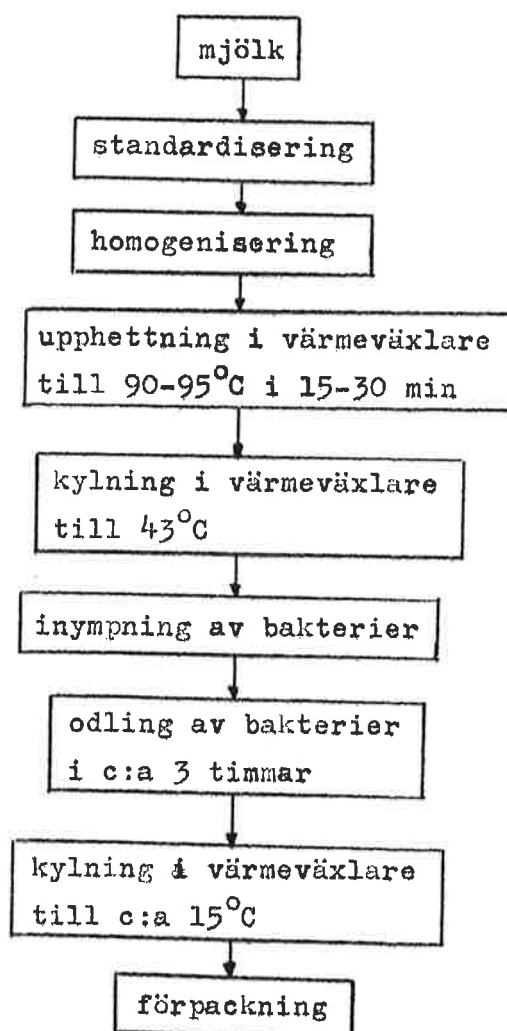 mjölk
standardisering
homogenisering
upphettning i värmeväxlare
till 90-95°C i 15-30 min
kylning i värmeväxlare
till 43°C
inympning av bakterier
odling av bakterier
i c:a 3 timmar
kylning i värmeväxlare
till c:a 15°C
förpackning